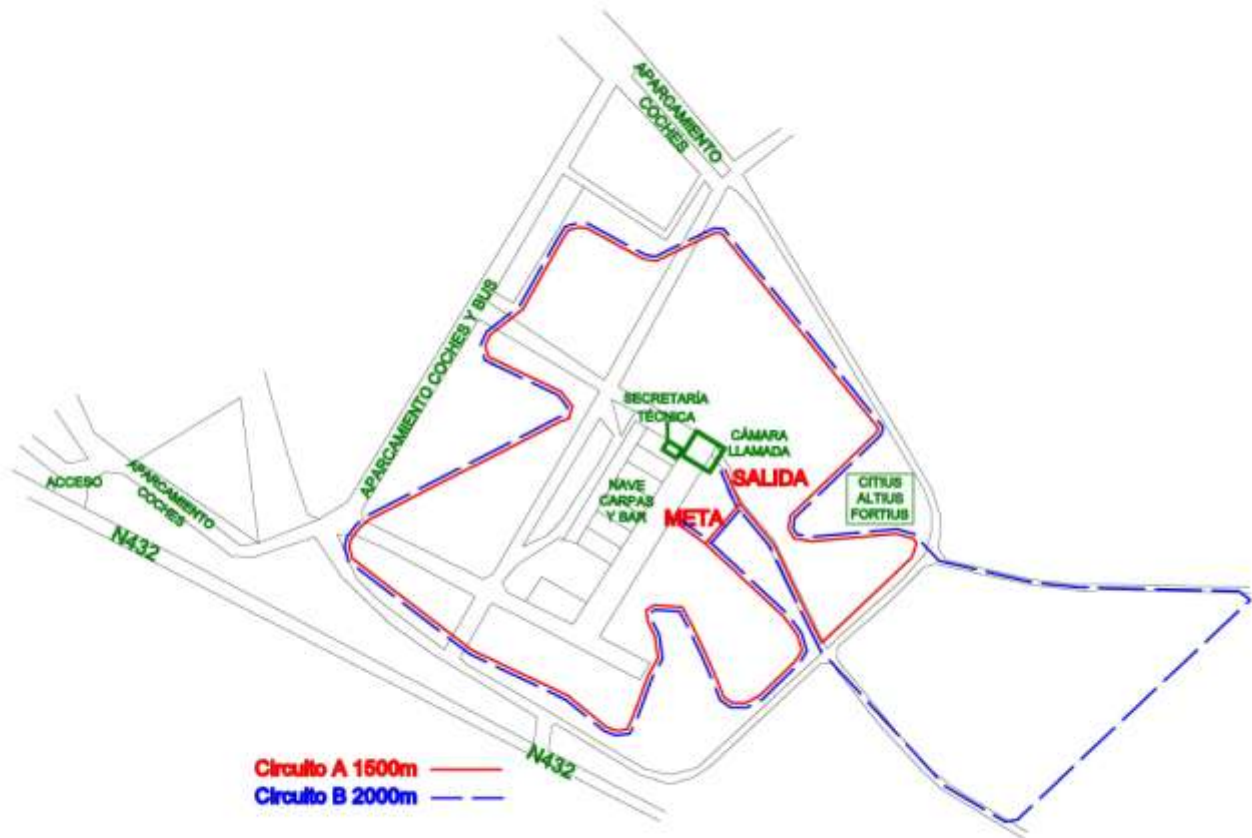 APARCAMIENTO
COCHES
APARCAMIENTO COCHES Y BUS
SECRETARÍA
TÉCNICA
CÁMARA
LLAMADA
SALIDA
CITIUS
ALTIUS
FORTIUS
NAVE
CARPAS
Y BAR
META
ACCESO
APARCAMIENTO
COCHES
N432
N432
Circuito A 1500m
Circuito B 2000m